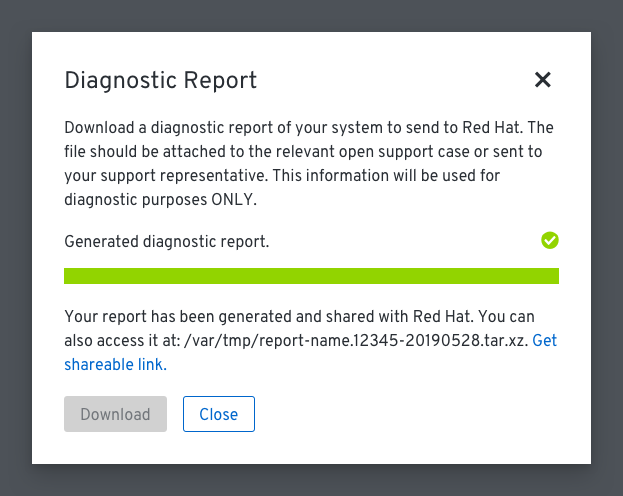 Diagnostic Report
Download a diagnostic report of your system to send to Red Hat. The
file should be attached to the relevant open support case or sent to
your support representative. This information will be used for
diagnostic purposes ONLY.
Generated diagnostic report.
Your report has been generated and shared with Red Hat. You can
also access it at: /var/tmp/report-name.12345-20190528.tar.xz. Get
shareable link.
Download
Close